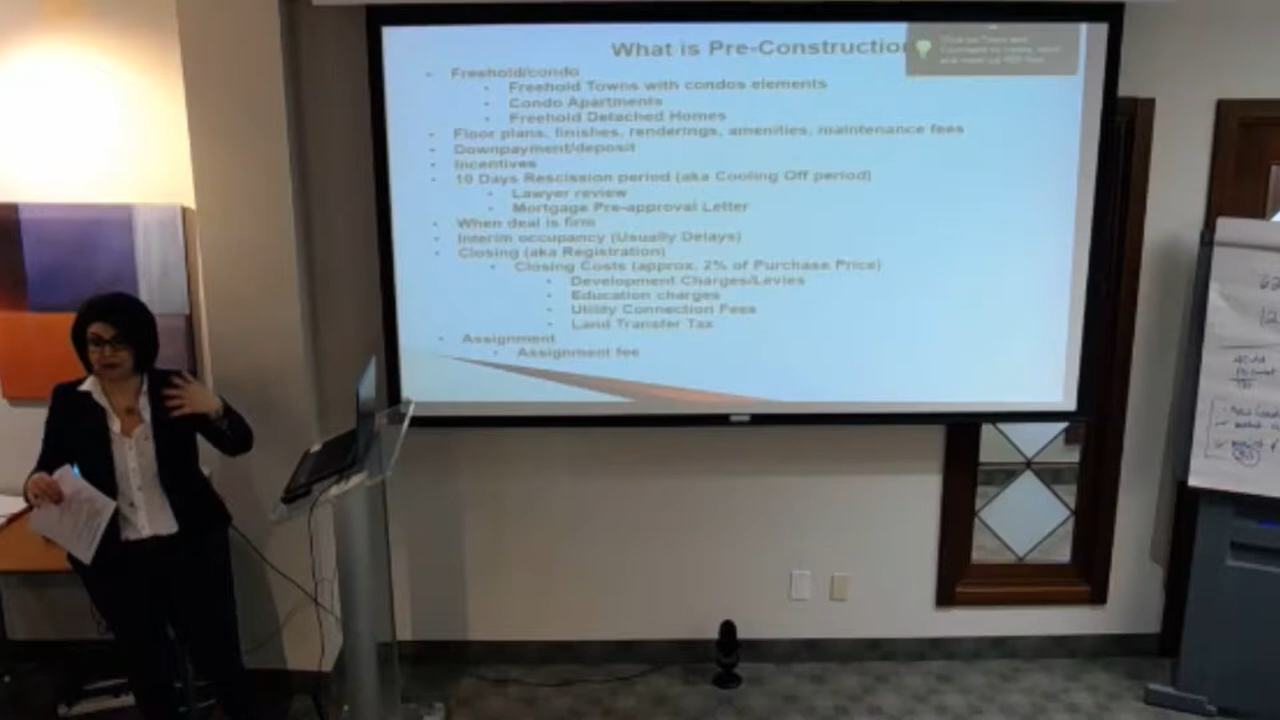 What is Pre-Construction
Freehold/condo
Freehold Towns with condos elements
Condo Apartments
Freehold Detached Homes
Floor plans, finishes, renderings, amenities, maintenance fees
Downpayment/deposit
Incentives
10 Days Rescission period (aka Cooling Off period)
Lawyer review
Mortgage Pre-approval Letter
When deal is firm
Interim occupancy (Usually Delays)
Closing (aka Registration)
Closing Costs (approx. 2% of Purchase Price)
Development Charges/Levies
Education charges
Utility Connection Fees
Land Transfer Tax
Assignment
Assignment fee